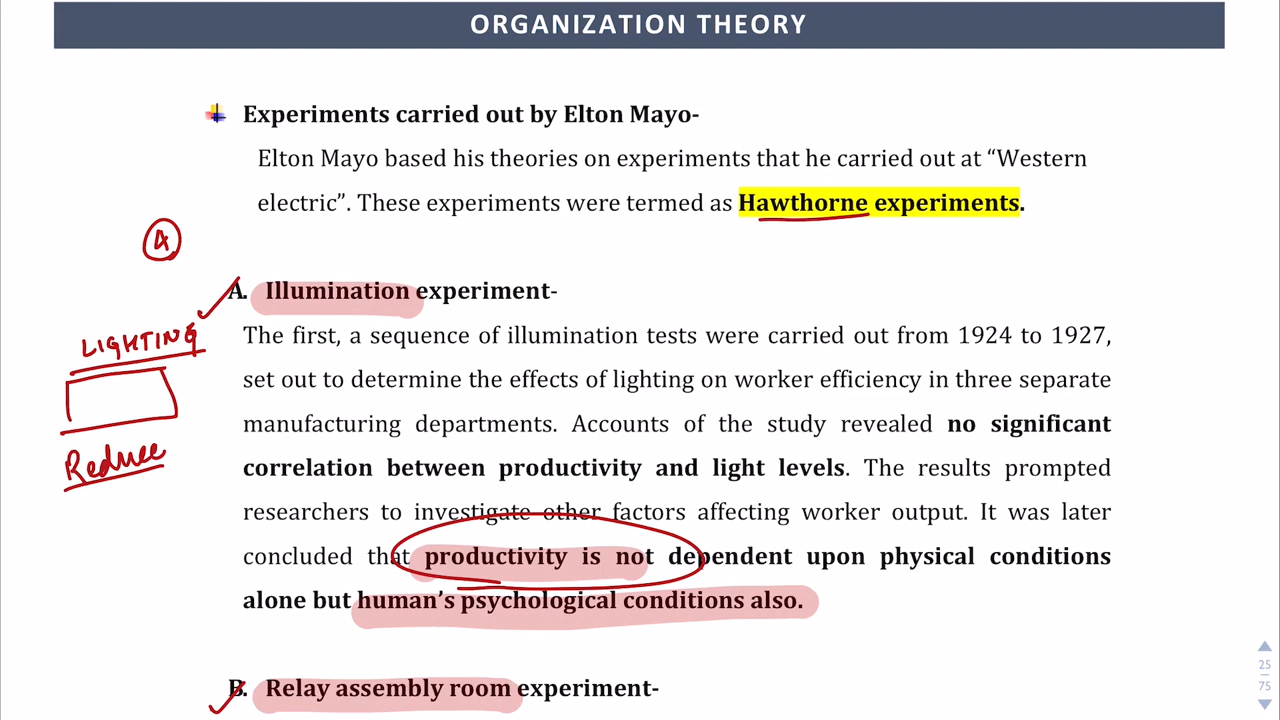 ORGANIZATION THEORY
Experiments carried out by Elton Mayo-
Elton Mayo based his theories on experiments that he carried out at “Western
electric”. These experiments were termed as Hawthorne experiments.
4
A. Illumination experiment-
LIGHTING
The first, a sequence of illumination tests were carried out from 1924 to 1927,
set out to determine the effects of lighting on worker efficiency in three separate
manufacturing departments. Accounts of the study revealed no significant
Reduce
correlation between productivity and light levels. The results prompted
researchers to investigate other factors affecting worker output. It was later
concluded that productivity is not dependent upon physical conditions
alone but human’s psychological conditions also.
B. Relay assembly room experiment-
25
75